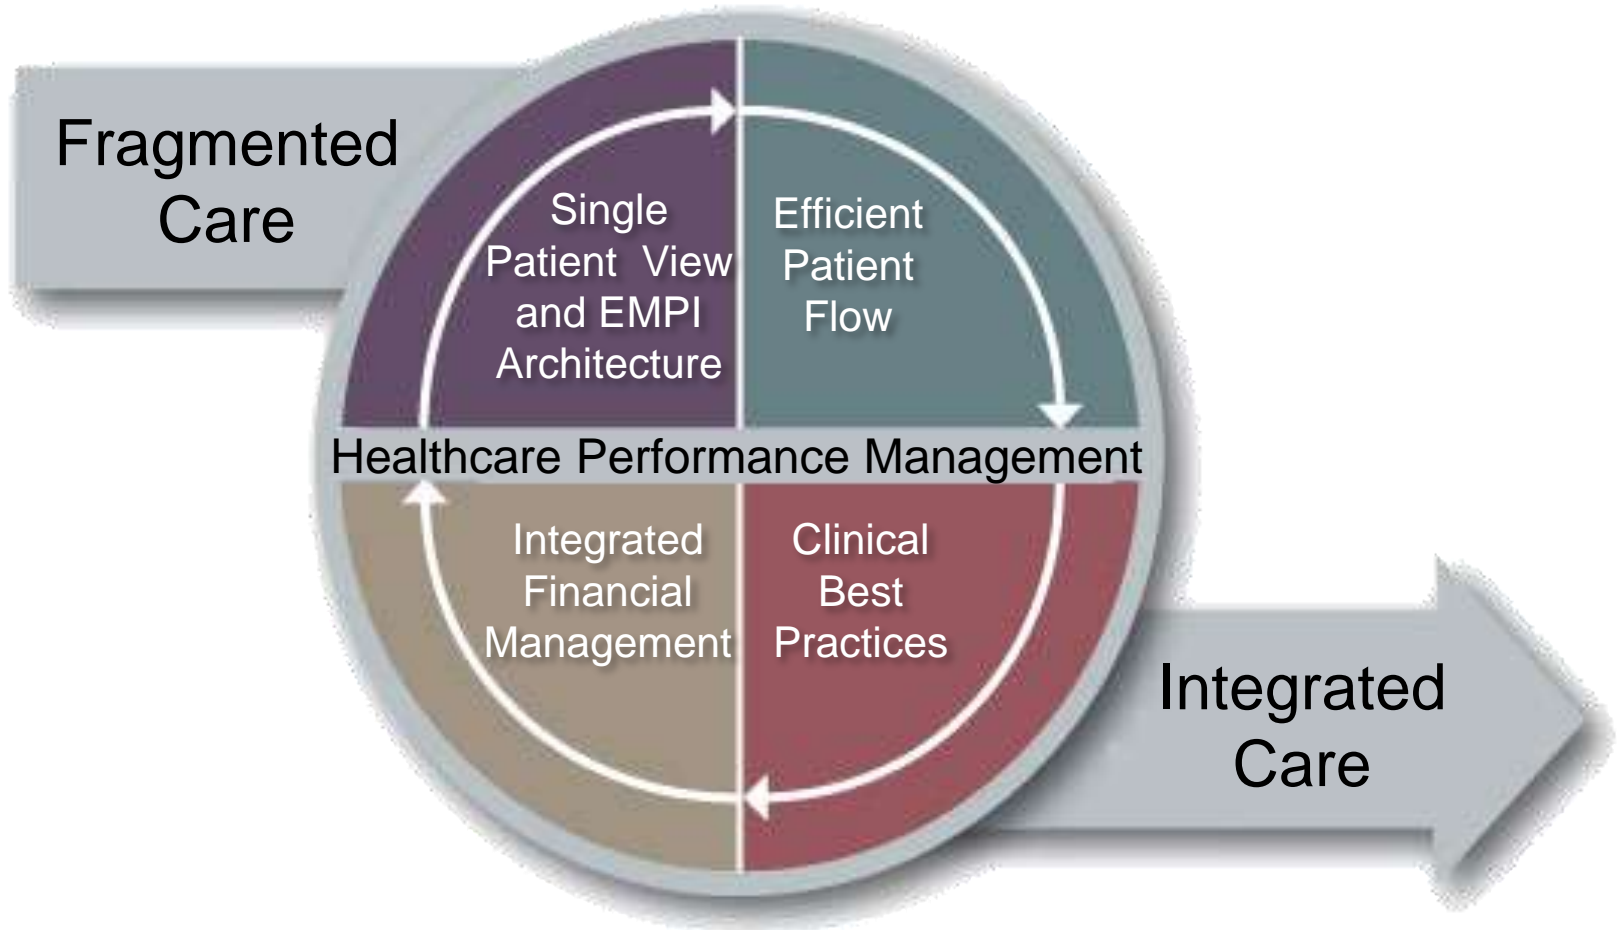 Fragmented
Care
Single
Patient View
and EMPI
Architecture
Efficient
Patient
Flow
Healthcare Performance Management
Integrated
Financial
Management
Clinical
Best
Practices
Integrated
Care